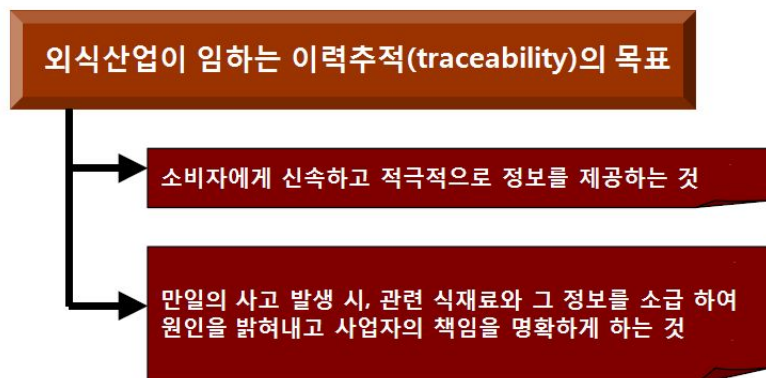 외식산업이 임하는 이력추적(traceability)의 목표
소비자에게 신속하고 적극적으로 정보를 제공하는 것
만일의 사고 발생 시, 관련 식재료와 그 정보를 소급 하여
원인을 밝혀내고 사업자의 책임을 명확하게 하는 것